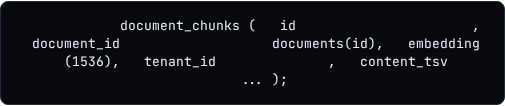 document_chunks ( id ,
document_id documents(id), embedding
(1536), tenant_id , content_tsv
... );